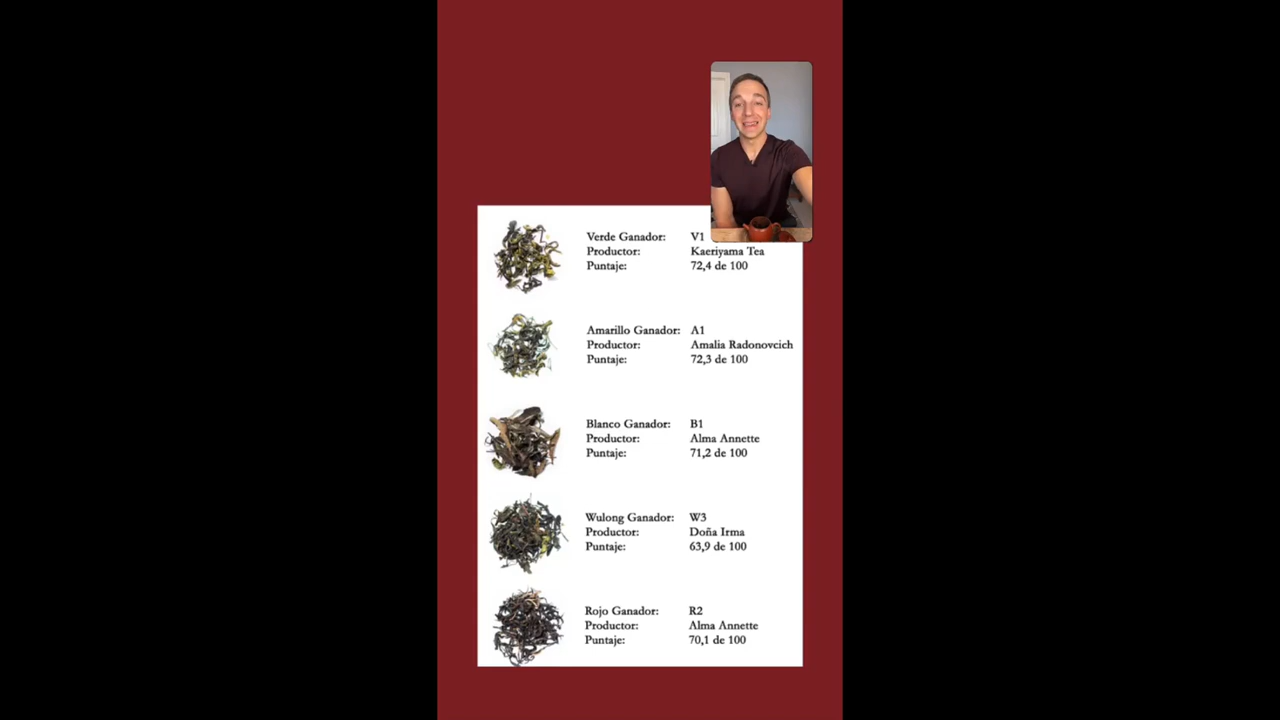 Verde Ganador: V1
Productor: Kaeriyama Tea
Puntaje: 72,4 de 100
Amarillo Ganador: A1
Productor: Amalia Radonovcich
Puntaje: 72,3 de 100
Blanco Ganador: B1
Productor: Alma Annette
Puntaje: 71,2 de 100
Wulong Ganador: W3
Productor: Doña Irma
Puntaje: 63,9 de 100
Rojo Ganador: R2
Productor: Alma Annette
Puntaje: 70,1 de 100